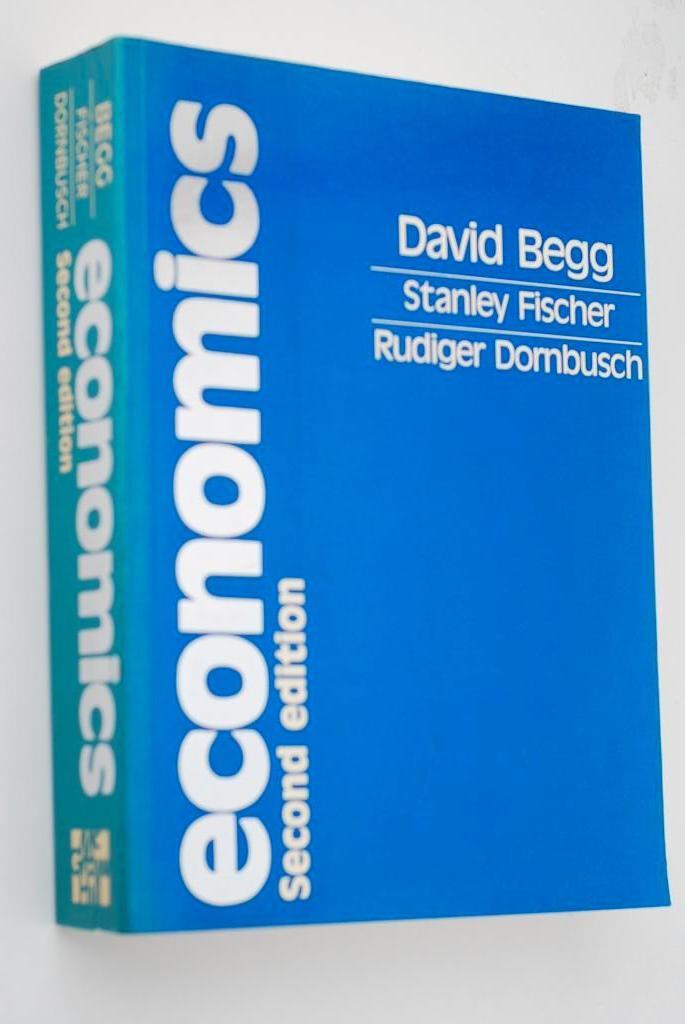 BEGG
FISCHER
DORNBUSCH
economics
Second edition
economics
Second edition
David Begg
Stanley Fischer
Rudiger Dornbusch